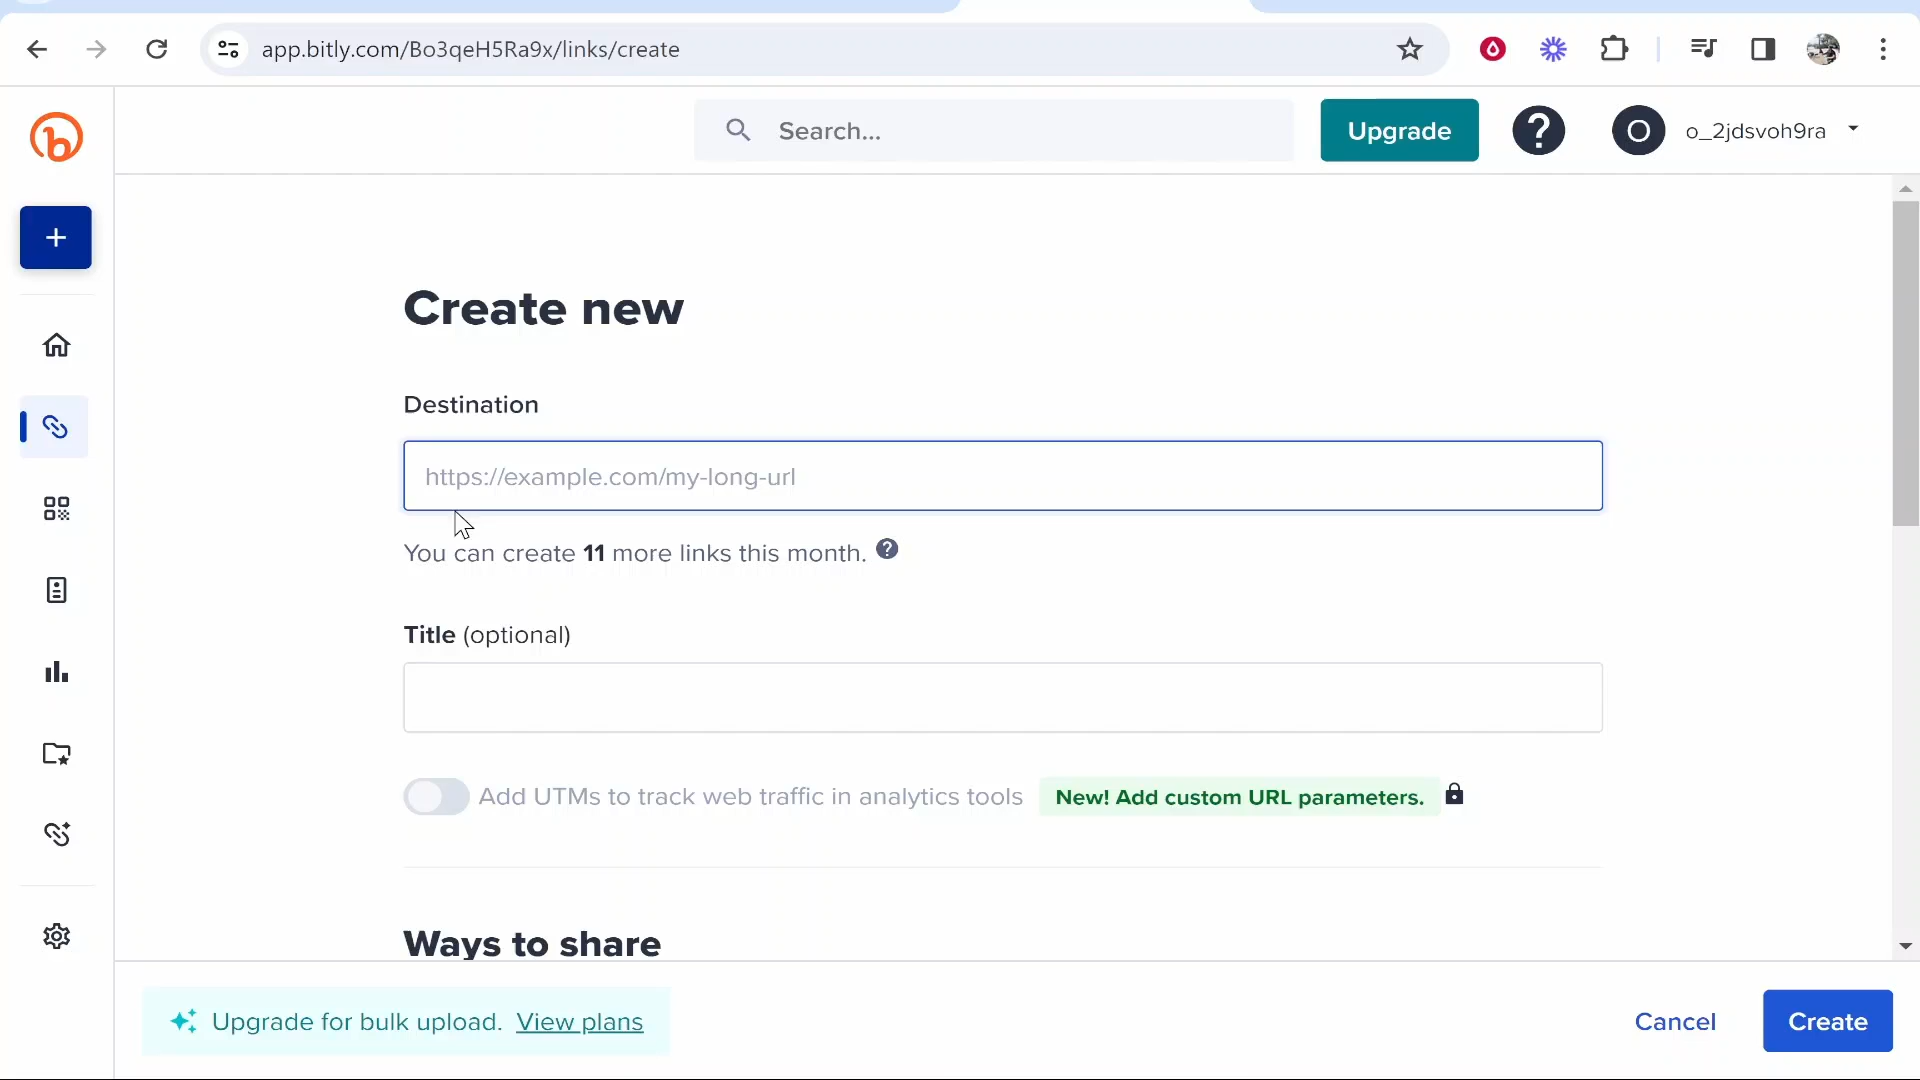 app.bitly.com/Bo3qeH5Ra9x/links/create
Search...
Upgrade
?
O
o_2jdsvoh9ra
b
+
Create new
Destination
https://example.com/my-long-url
You can create 11 more links this month. ?
Title (optional)
Add UTMs to track web traffic in analytics tools
New! Add custom URL parameters.
Ways to share
Upgrade for bulk upload. View plans
Cancel
Create